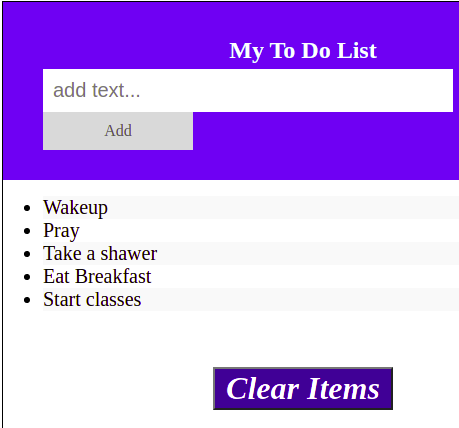 My To Do List
add text...
Add
Wakeup
Pray
Take a shawer
Eat Breakfast
Start classes
Clear Items